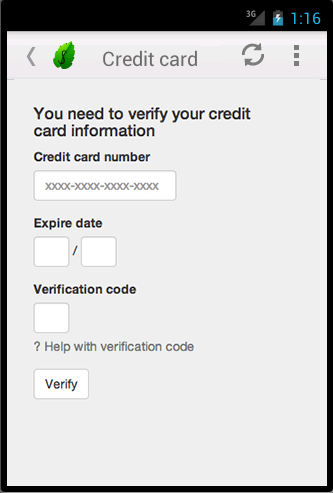 3G 1:16
Credit card
You need to verify your credit
card information
Credit card number
xxxx-xxxx-xxxx-xxxx
Expire date
/
Verification code
? Help with verification code
Verify